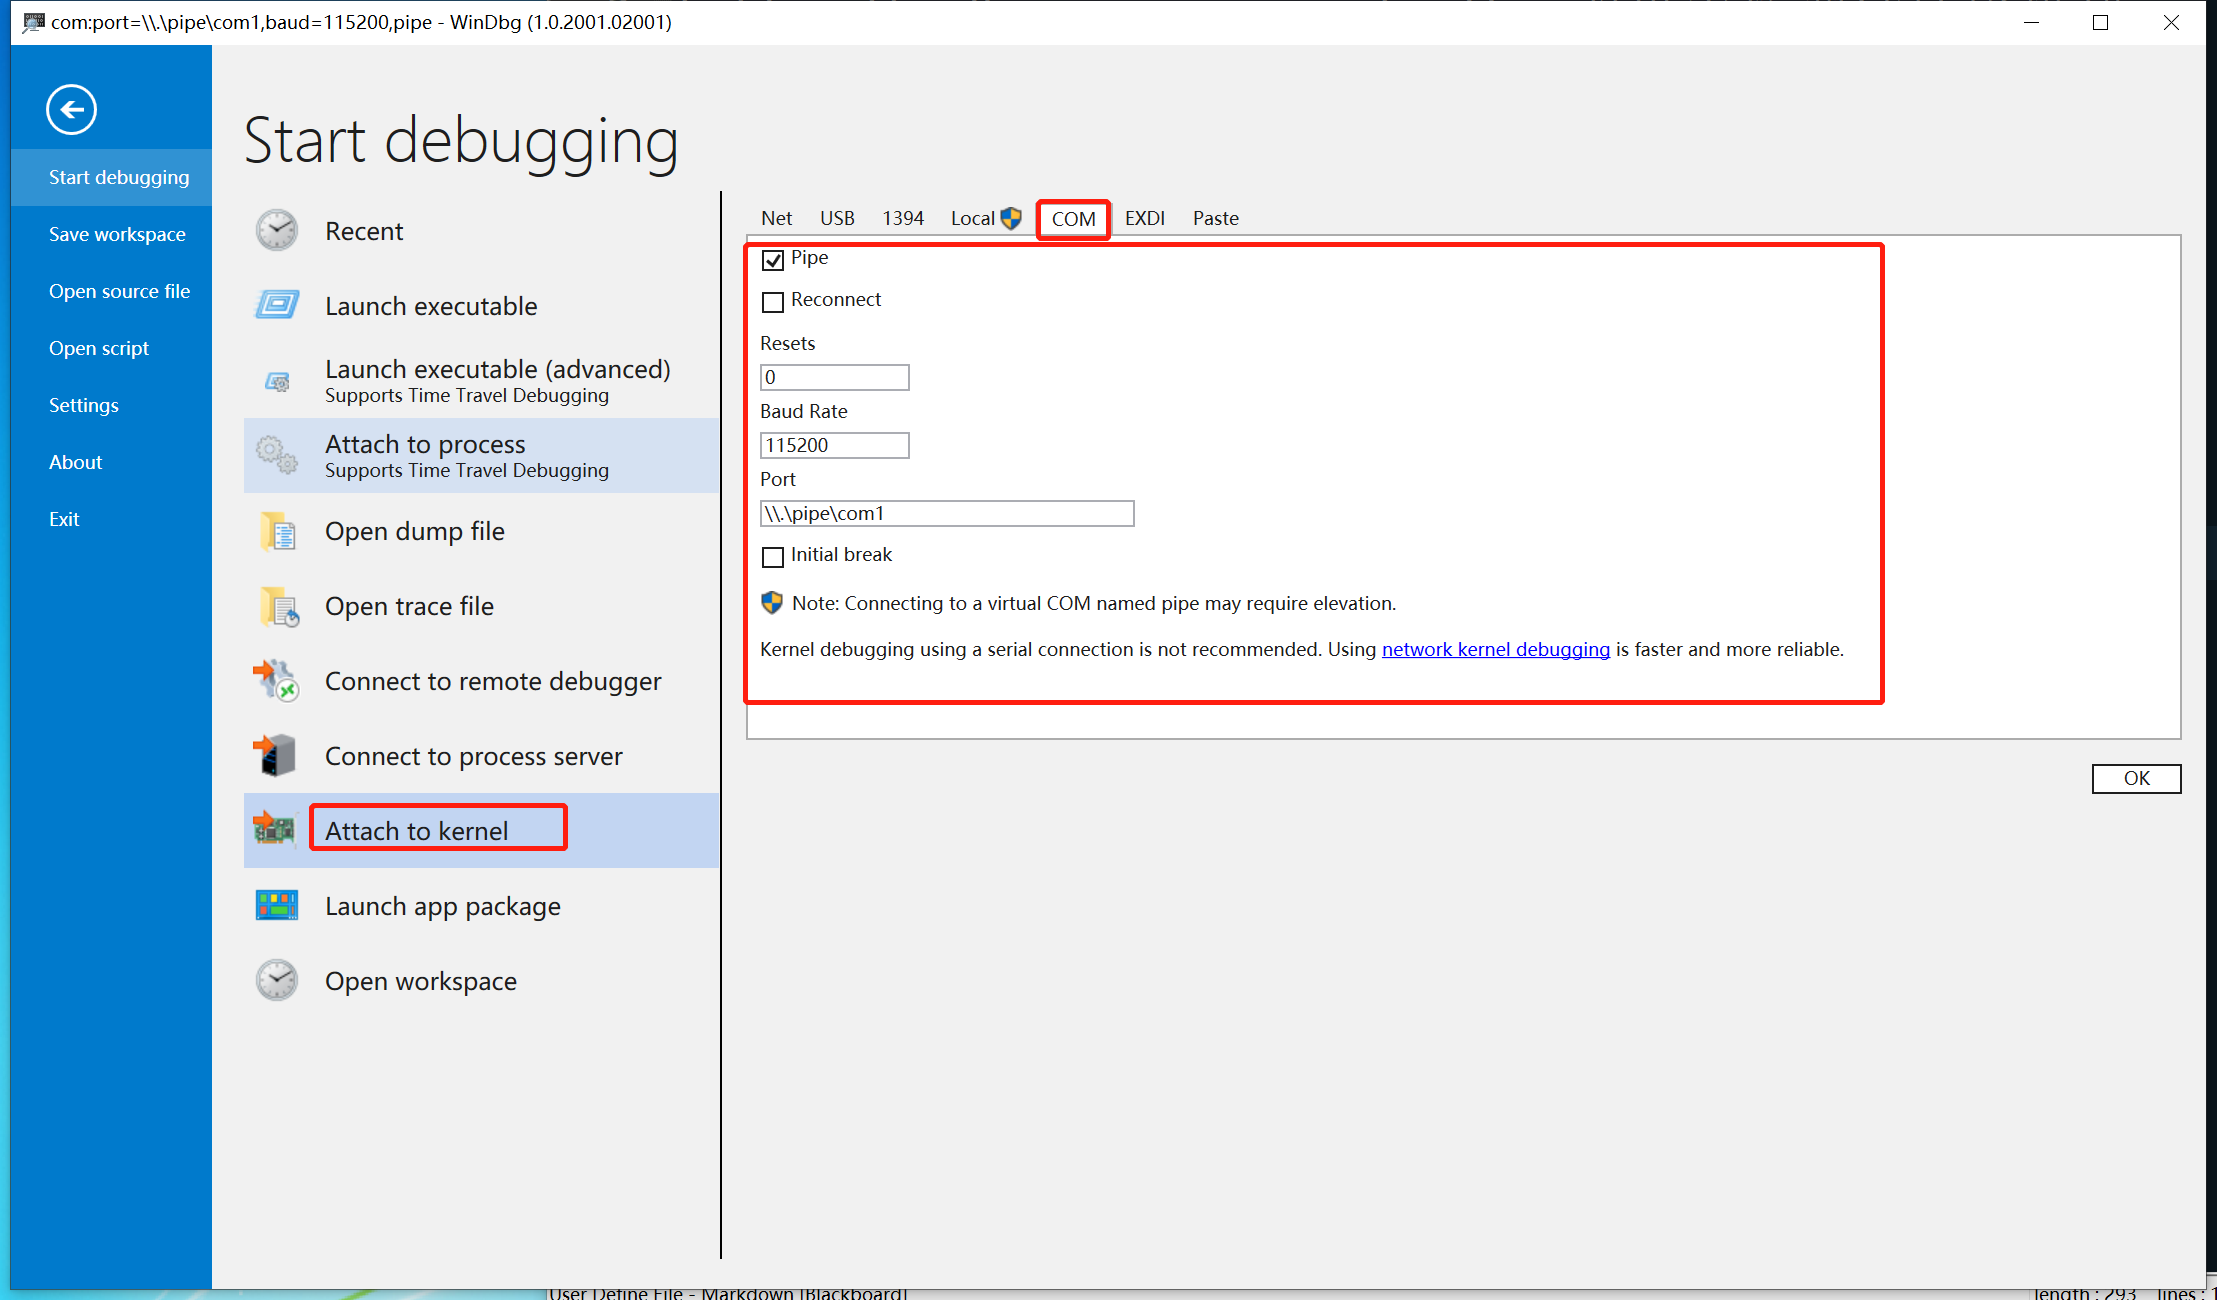 com:port=\\.\pipe\com1,baud=115200,pipe - WinDbg (1.0.2001.02001)
Start debugging
Save workspace
Open source file
Open script
Settings
About
Exit
Start debugging
Recent
Launch executable
Launch executable (advanced)
Supports Time Travel Debugging
Attach to process
Supports Time Travel Debugging
Open dump file
Open trace file
Connect to remote debugger
Connect to process server
Attach to kernel
Launch app package
Open workspace
Net USB 1394 Local COM EXDI Paste
Pipe
Reconnect
Resets
0
Baud Rate
115200
Port
\\.\pipe\com1
Initial break
Note: Connecting to a virtual COM named pipe may require elevation.
Kernel debugging using a serial connection is not recommended. Using network kernel debugging is faster and more reliable.
OK
User Define File - Markdown (Blackboard) length : 293 lines : 1